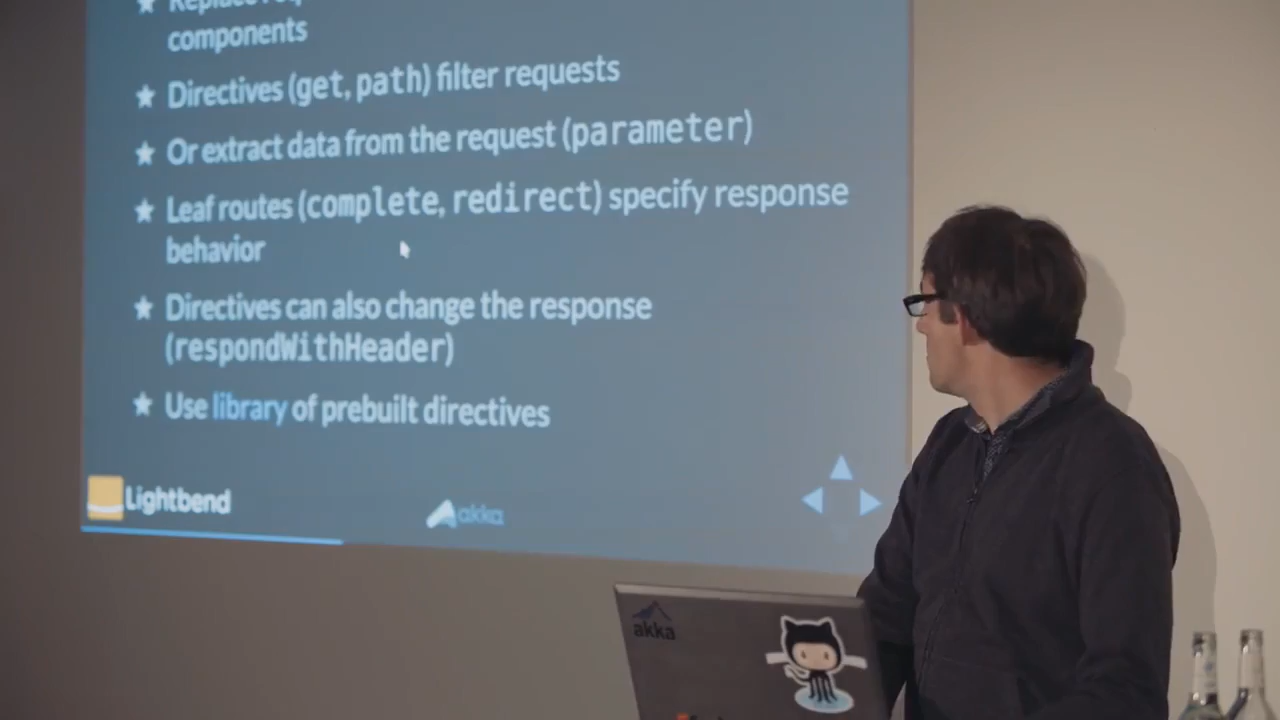 components
★ Directives (get, path) filter requests
★ Or extract data from the request (parameter)
★ Leaf routes (complete, redirect) specify response
behavior
★ Directives can also change the response
(respondWithHeader)
★ Use library of prebuilt directives
Lightbend
akka
akka